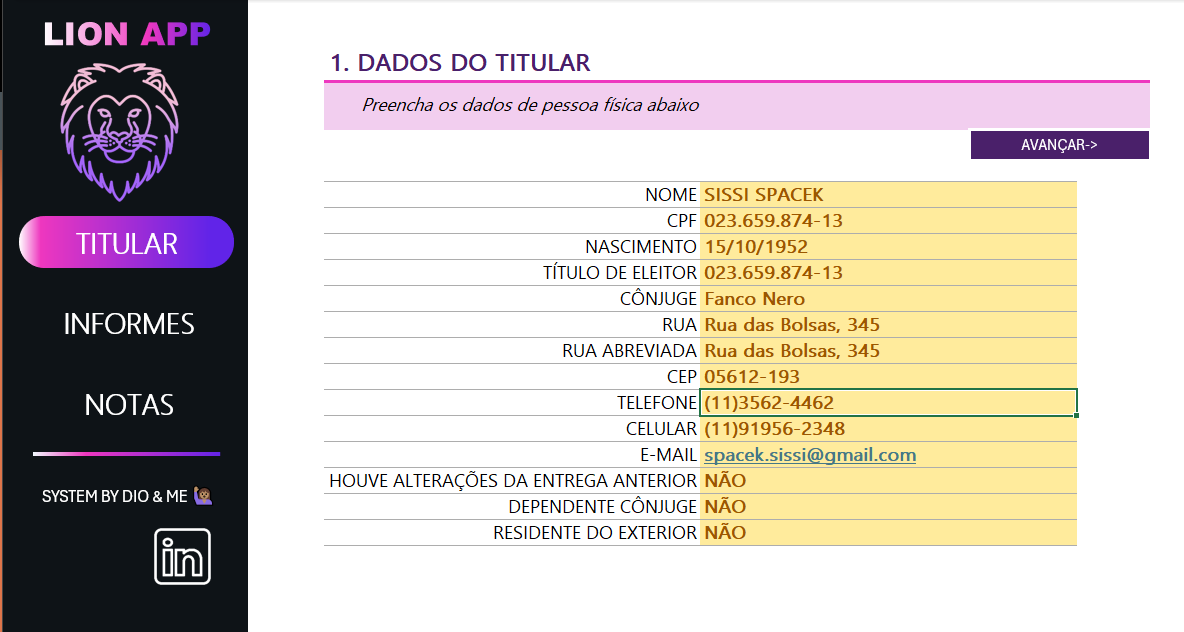 LION APP
TITULAR
INFORMES
NOTAS
SYSTEM BY DIO & ME
in
1. DADOS DO TITULAR
Preencha os dados de pessoa física abaixo
AVANÇAR->
NOME SISSI SPACEK
CPF 023.659.874-13
NASCIMENTO 15/10/1952
TÍTULO DE ELEITOR 023.659.874-13
CÔNJUGE Fanco Nero
RUA Rua das Bolsas, 345
RUA ABREVIADA Rua das Bolsas, 345
CEP 05612-193
TELEFONE (11)3562-4462
CELULAR (11)91956-2348
E-MAIL spacek.sissi@gmail.com
HOUVE ALTERAÇÕES DA ENTREGA ANTERIOR NÃO
DEPENDENTE CÔNJUGE NÃO
RESIDENTE DO EXTERIOR NÃO